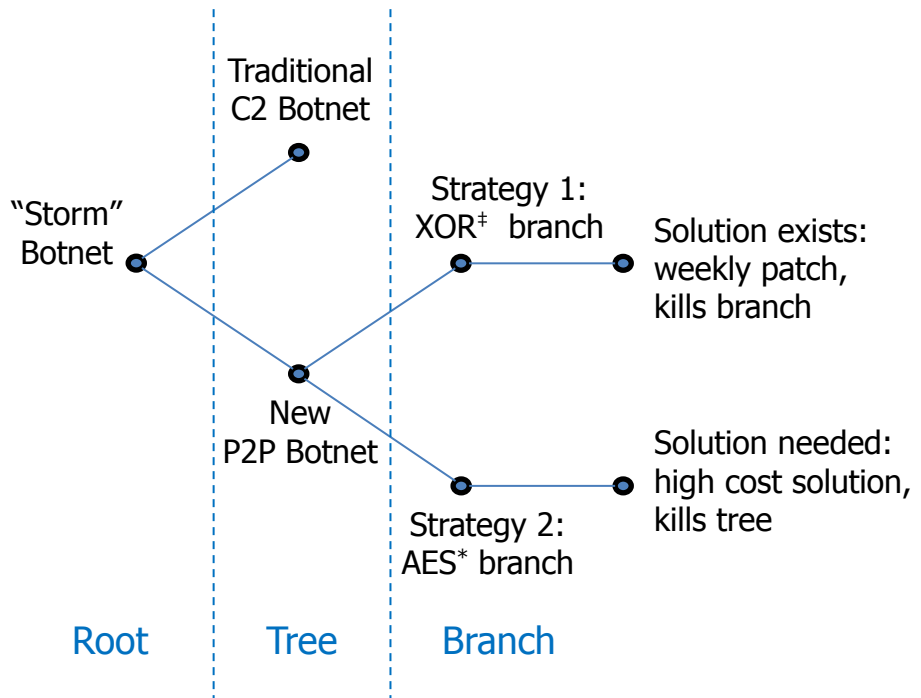 Traditional
C2 Botnet
“Storm”
Botnet
Strategy 1:
XOR‡ branch
Solution exists:
weekly patch,
kills branch
New
P2P Botnet
Strategy 2:
AES* branch
Solution needed:
high cost solution,
kills tree
Root
Tree
Branch